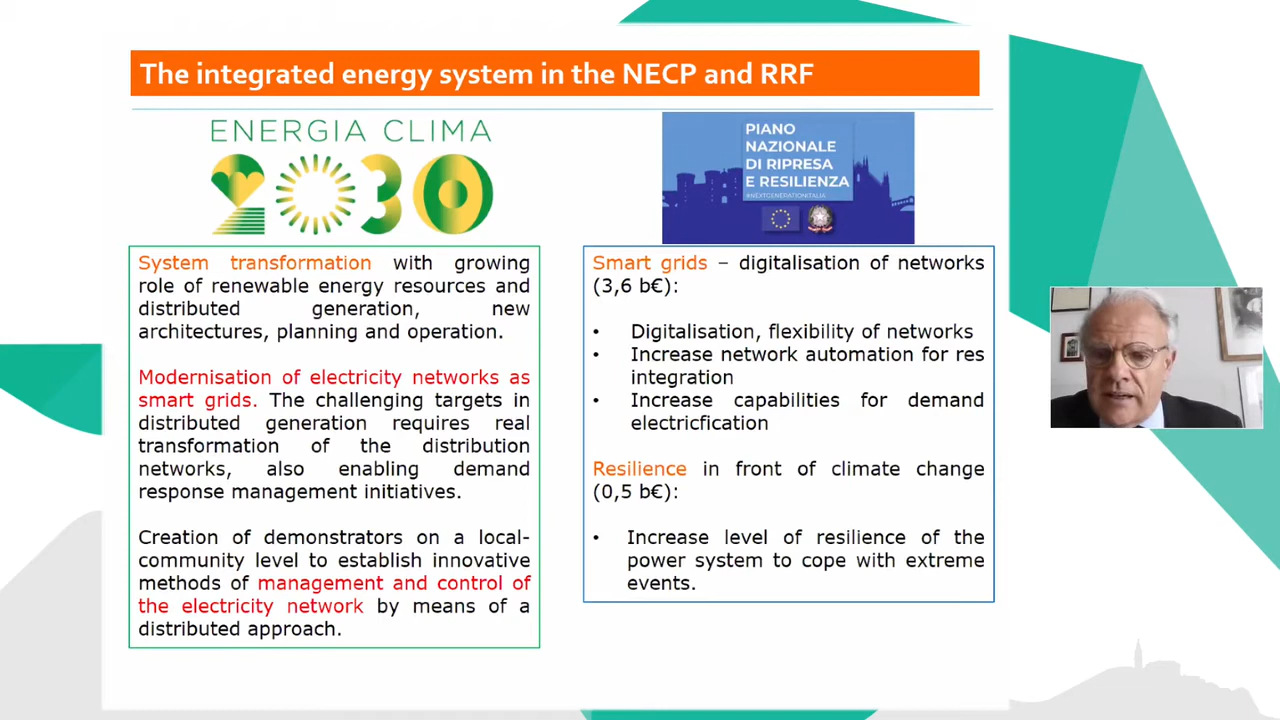 The integrated energy system in the NECP and RRF
ENERGIA CLIMA
2030
System transformation with growing
role of renewable energy resources and
distributed generation, new
architectures, planning and operation.
Modernisation of electricity networks as
smart grids. The challenging targets in
distributed generation requires real
transformation of the distribution
networks, also enabling demand
response management initiatives.
Creation of demonstrators on a local-
community level to establish innovative
methods of management and control of
the electricity network by means of a
distributed approach.
PIANO
NAZIONALE
DI RIPRESA
E RESILIENZA
#NEXTGENERATIONITALIA
Smart grids – digitalisation of networks
(3,6 b€):
• Digitalisation, flexibility of networks
• Increase network automation for res
integration
• Increase capabilities for demand
electricfication
Resilience in front of climate change
(0,5 b€):
• Increase level of resilience of the
power system to cope with extreme
events.